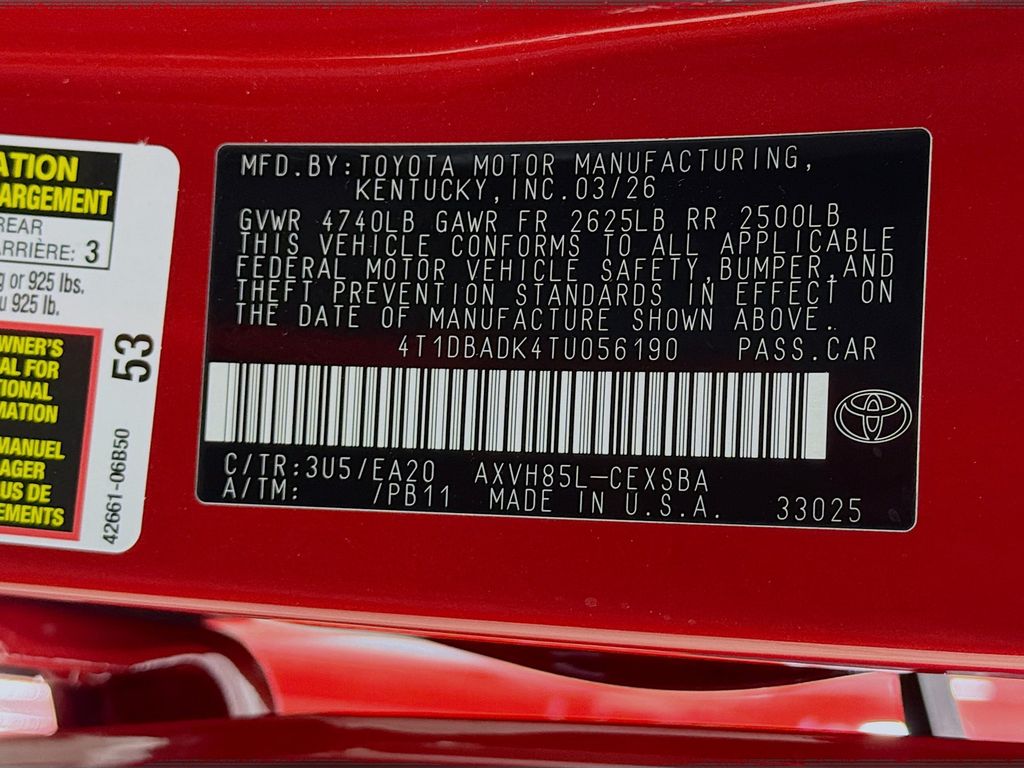 ATION
ARGEMENT
REAR
ARRIÈRE: 3
g or 925 lbs.
u 925 lb.
WNER'S
AL FOR
TIONAL
MATION
MANUEL
AGER
US DE
EMENTS
53
42661-06B50
MFD.BY:TOYOTA MOTOR MANUFACTURING,
KENTUCKY,INC.03/26
GVWR 4740LB GAWR FR 2625LB RR 2500LB
THIS VEHICLE CONFORMS TO ALL APPLICABLE
FEDERAL MOTOR VEHICLE SAFETY,BUMPER,AND
THEFT PREVENTION STANDARDS IN EFFECT ON
THE DATE OF MANUFACTURE SHOWN ABOVE.
4T1DBADK4TU056190 PASS.CAR
C/TR:3U5/EA20 AXVH85L-CEXSBA
A/TM: /PB11 MADE IN U.S.A. 33025